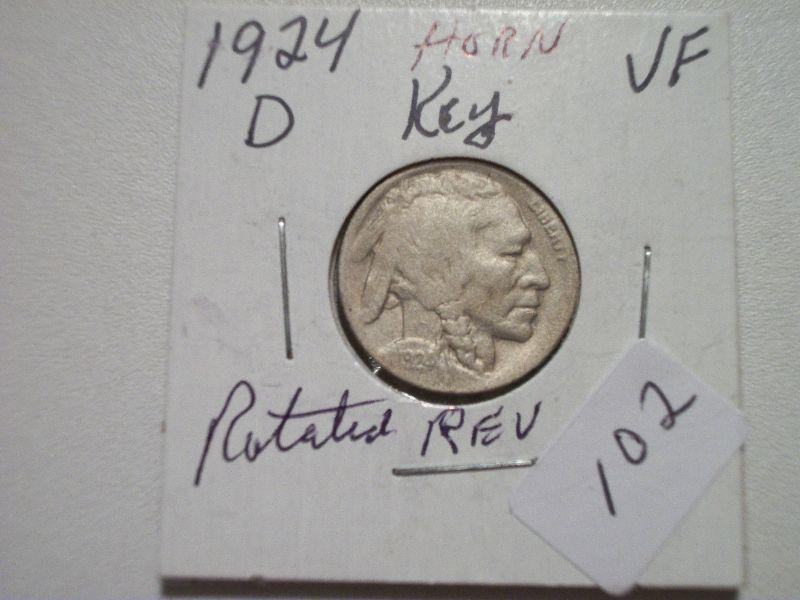 1924 HORN VF
D Key
LIBERTY
1924
Rotated REV
102